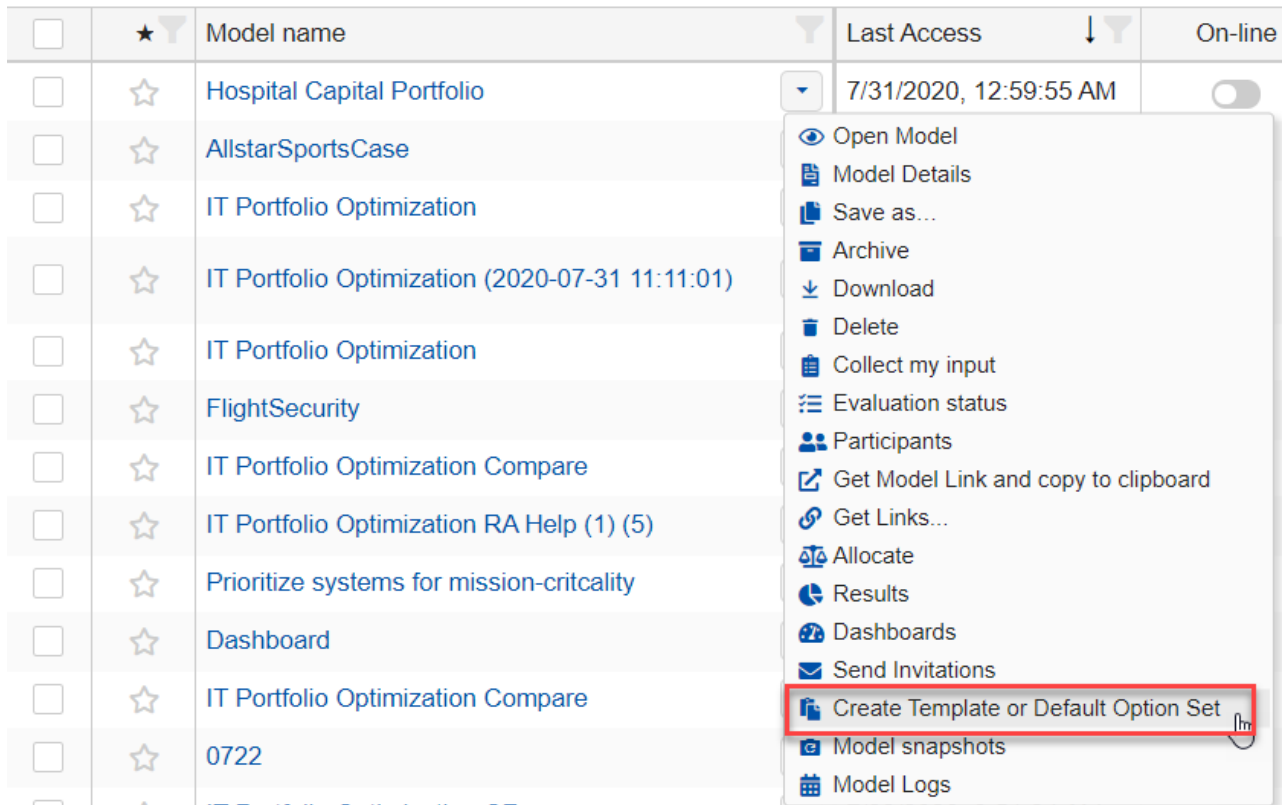 ★ Model name Last Access ↓ On-line
Hospital Capital Portfolio 7/31/2020, 12:59:55 AM
AllstarSportsCase
IT Portfolio Optimization
IT Portfolio Optimization (2020-07-31 11:11:01)
IT Portfolio Optimization
FlightSecurity
IT Portfolio Optimization Compare
IT Portfolio Optimization RA Help (1) (5)
Prioritize systems for mission-critcality
Dashboard
IT Portfolio Optimization Compare
0722
Open Model
Model Details
Save as...
Archive
Download
Delete
Collect my input
Evaluation status
Participants
Get Model Link and copy to clipboard
Get Links...
Allocate
Results
Dashboards
Send Invitations
Create Template or Default Option Set
Model snapshots
Model Logs